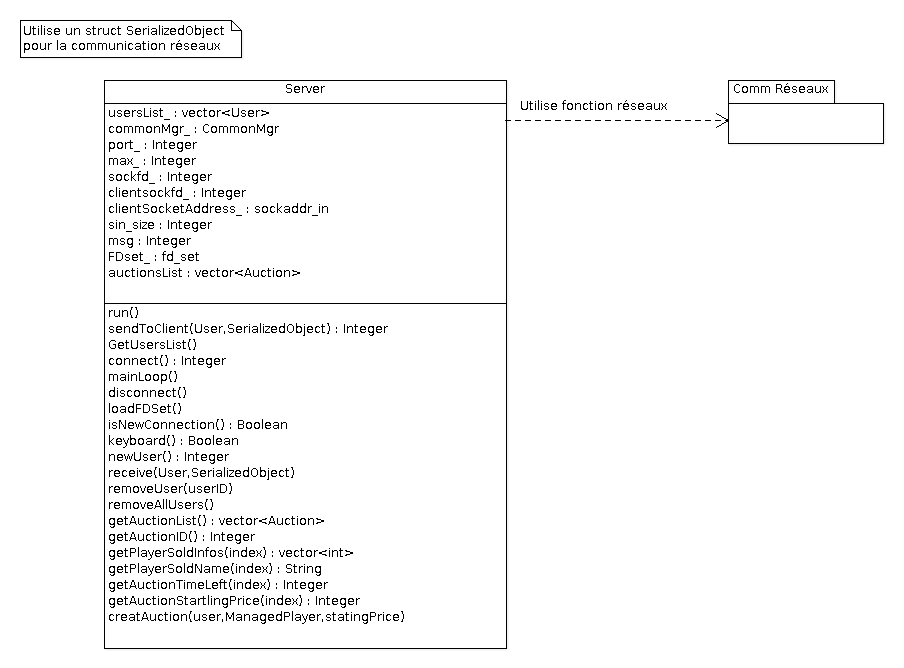 Utilise un struct SerializedObject
pour la communication réseaux
Server
usersList_ : vector<User>
commonMgr_ : CommonMgr
port_ : Integer
max_ : Integer
sockfd_ : Integer
clientsockfd_ : Integer
clientSocketAddress_ : sockaddr_in
sin_size : Integer
msg : Integer
FDset_ : fd_set
auctionsList : vector<Auction>
run()
sendToClient(User,SerializedObject) : Integer
GetUsersList()
connect() : Integer
mainLoop()
disconnect()
loadFDSet()
isNewConnection() : Boolean
keyboard() : Boolean
newUser() : Integer
receive(User,SerializedObject)
removeUser(userID)
removeAllUsers()
getAuctionList() : vector<Auction>
getAuctionID() : Integer
getPlayerSoldInfos(index) : vector<int>
getPlayerSoldName(index) : String
getAuctionTimeLeft(index) : Integer
getAuctionStartlingPrice(index) : Integer
creatAuction(user,ManagedPlayer,statingPrice)
Utilise fonction réseaux
Comm Réseaux